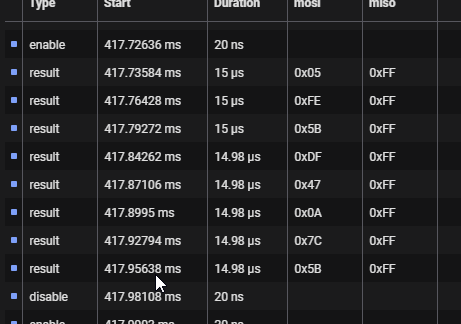 Type Start Duration mosi miso
enable 417.72636 ms 20 ns
result 417.73584 ms 15 µs 0x05 0xFF
result 417.76428 ms 15 µs 0xFE 0xFF
result 417.79272 ms 15 µs 0x5B 0xFF
result 417.84262 ms 14.98 µs 0xDF 0xFF
result 417.87106 ms 14.98 µs 0x47 0xFF
result 417.8995 ms 14.98 µs 0x0A 0xFF
result 417.92794 ms 14.98 µs 0x7C 0xFF
result 417.95638 ms 14.98 µs 0x5B 0xFF
disable 417.98108 ms 20 ns
enable ms 20 ns